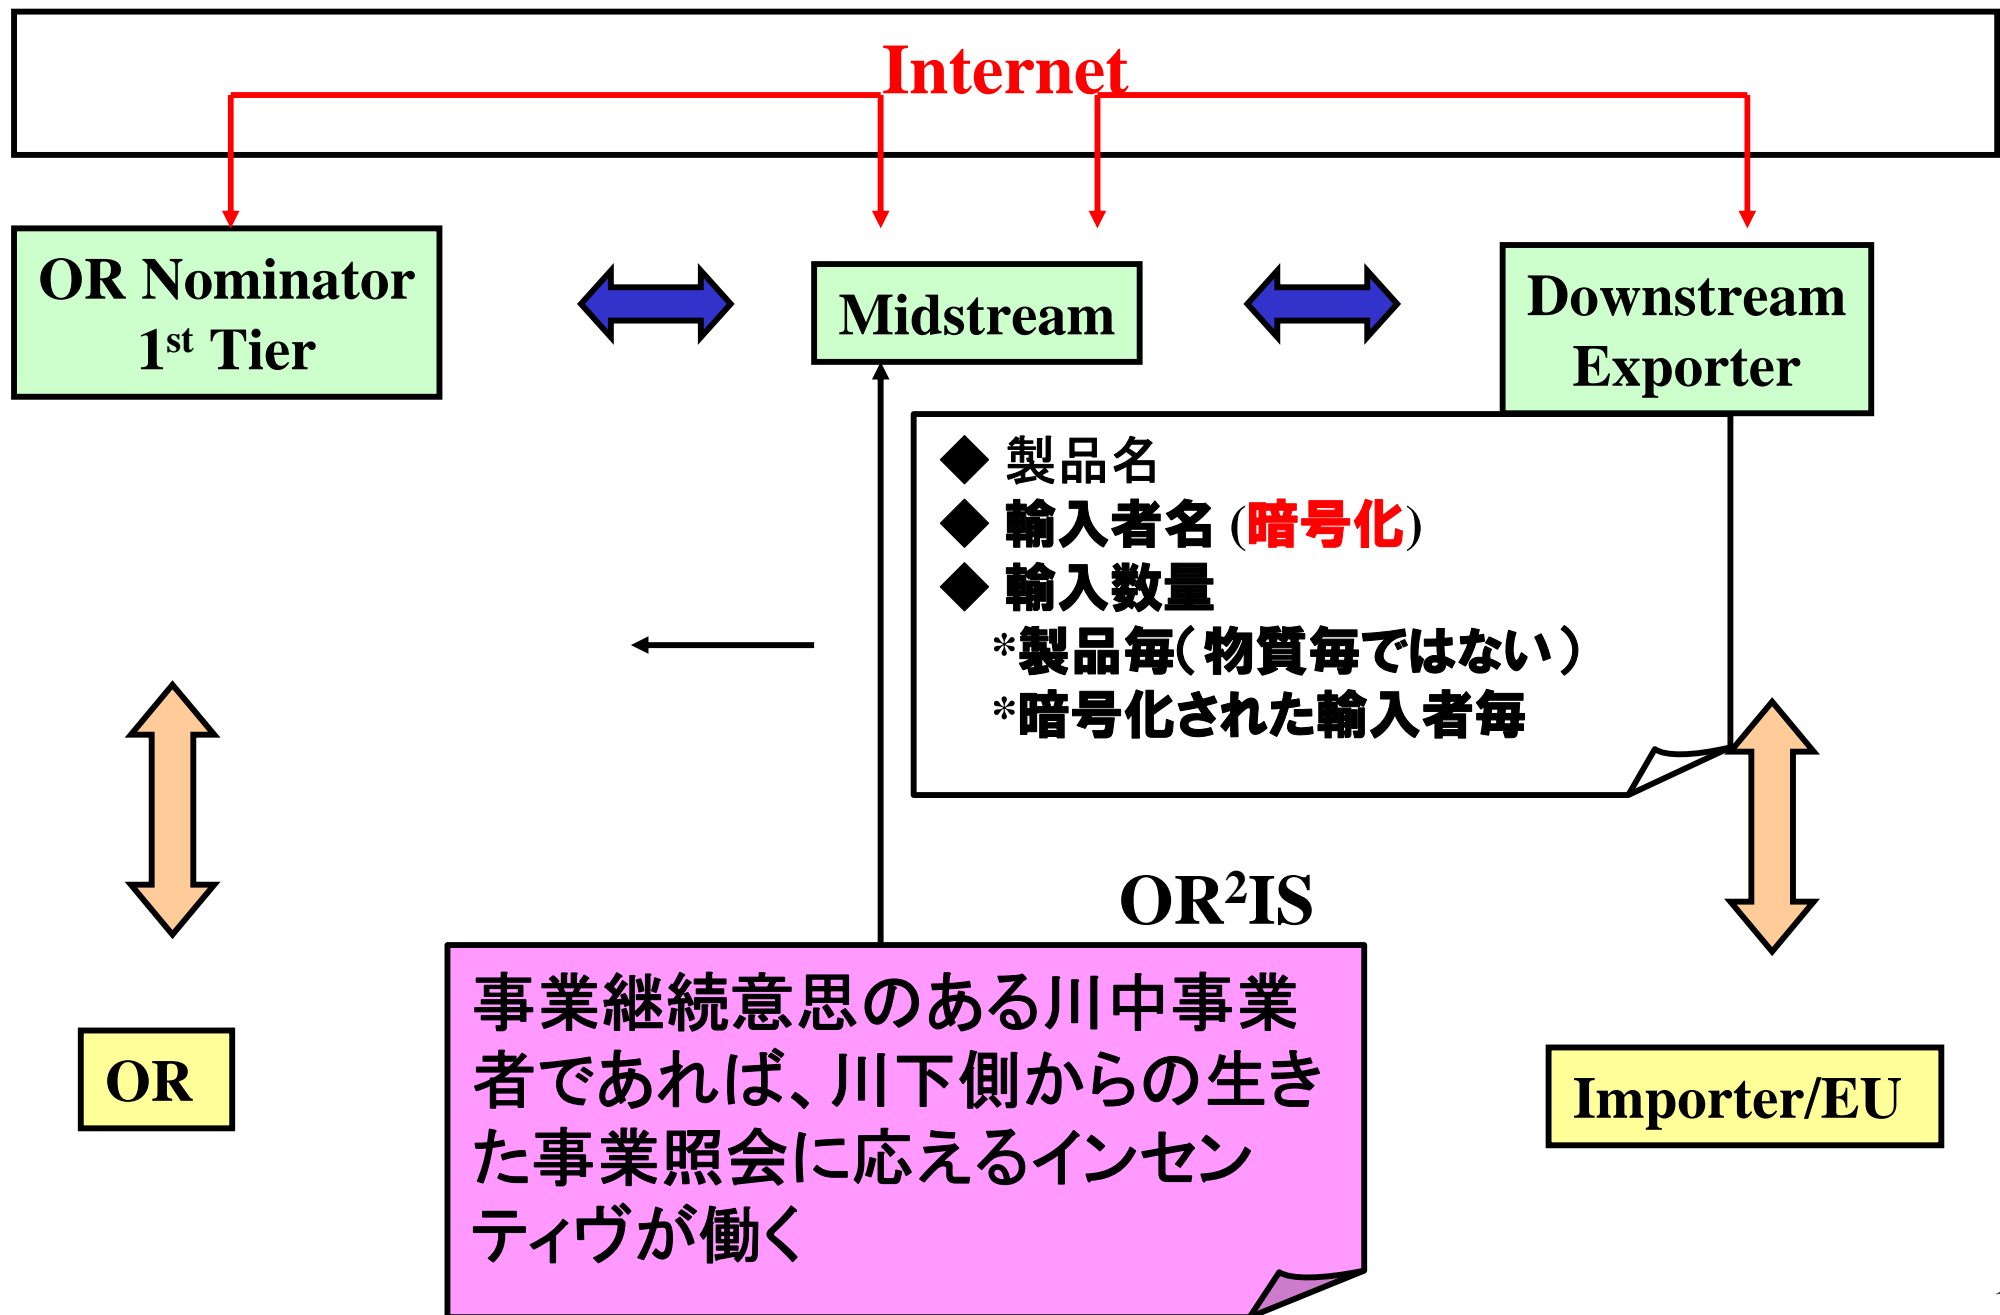 Internet
OR Nominator
1st Tier
Midstream
Downstream
Exporter
◆ 製品名
◆ 輸入者名 (暗号化)
◆ 輸入数量
*製品毎(物質毎ではない)
*暗号化された輸入者毎
OR²IS
事業継続意思のある川中事業
者であれば、川下側からの生き
た事業照会に応えるインセン
ティヴが働く
OR
Importer/EU